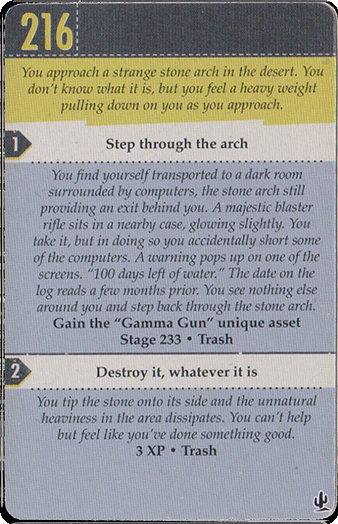 216
You approach a strange stone arch in the desert. You
don't know what it is, but you feel a heavy weight
pulling down on you as you approach.
1
Step through the arch
You find yourself transported to a dark room
surrounded by computers, the stone arch still
providing an exit behind you. A majestic blaster
rifle sits in a nearby case, glowing slightly. You
take it, but in doing so you accidentally short some
of the computers. A warning pops up on one of the
screens. “100 days left of water.” The date on the
log reads a few months prior. You see nothing else
around you and step back through the stone arch.
Gain the “Gamma Gun” unique asset
Stage 233 • Trash
2
Destroy it, whatever it is
You tip the stone onto its side and the unnatural
heaviness in the area dissipates. You can't help
but feel like you've done something good.
3 XP • Trash